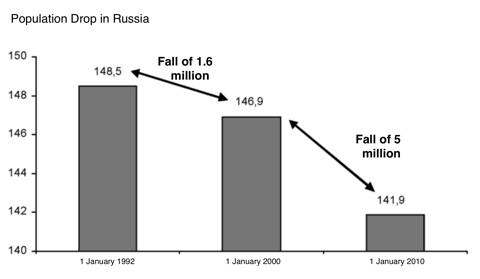 Population Drop in Russia
150
148
146
144
142
140
148,5
Fall of 1.6
million
146,9
Fall of 5
million
141,9
1 January 1992
1 January 2000
1 January 2010